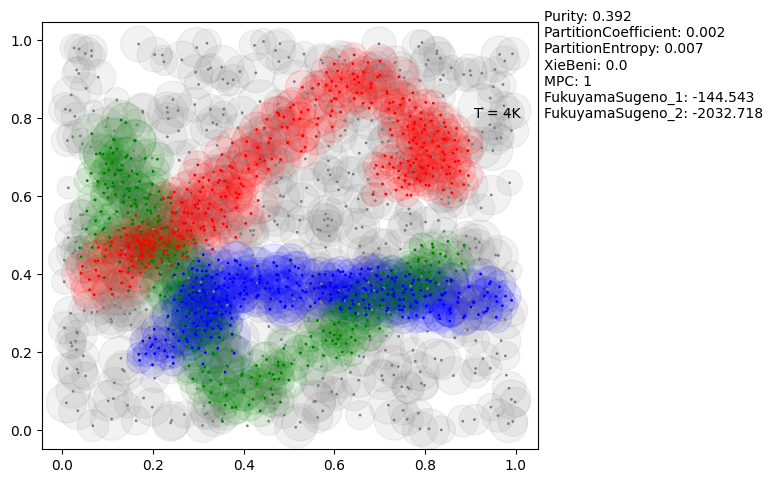 Purity: 0.392
PartitionCoefficient: 0.002
PartitionEntropy: 0.007
XieBeni: 0.0
MPC: 1
FukuyamaSugeno_1: -144.543
FukuyamaSugeno_2: -2032.718
T = 4K
1.0
0.8
0.6
0.4
0.2
0.0
0.0 0.2 0.4 0.6 0.8 1.0